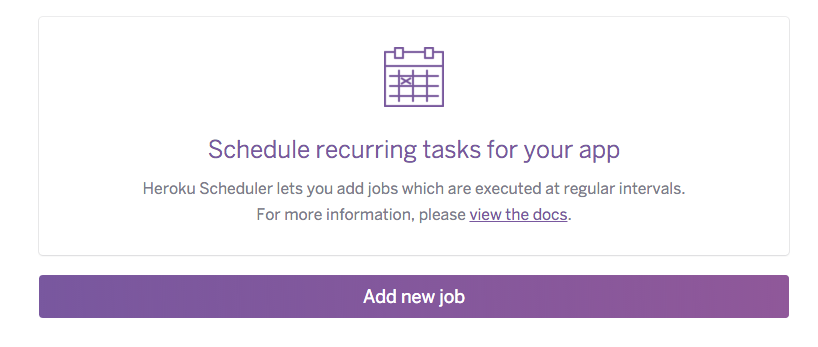 Schedule recurring tasks for your app
Heroku Scheduler lets you add jobs which are executed at regular intervals.
For more information, please view the docs.
Add new job